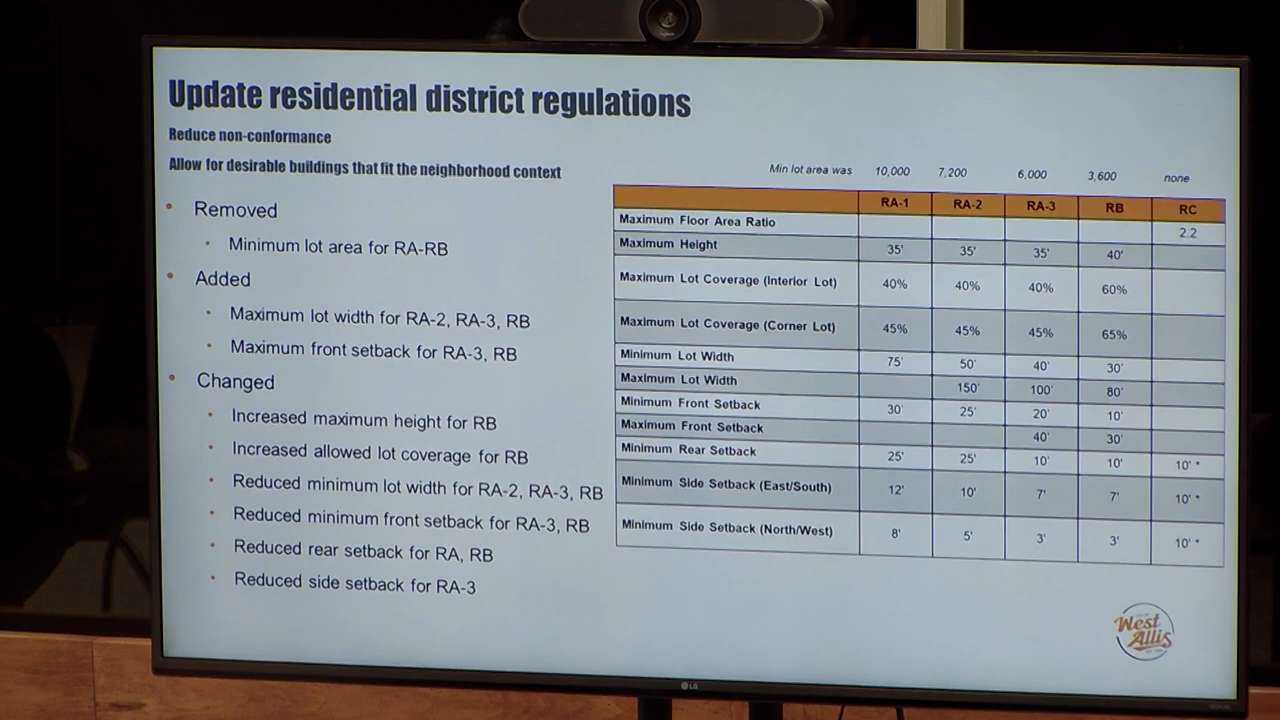 Update residential district regulations
Reduce non-conformance
Allow for desirable buildings that fit the neighborhood context
• Removed
• Minimum lot area for RA-RB
• Added
• Maximum lot width for RA-2, RA-3, RB
• Maximum front setback for RA-3, RB
• Changed
• Increased maximum height for RB
• Increased allowed lot coverage for RB
• Reduced minimum lot width for RA-2, RA-3, RB
• Reduced minimum front setback for RA-3, RB
• Reduced rear setback for RA, RB
• Reduced side setback for RA-3
Min lot area was 10,000 7,200 6,000 3,600 none
RA-1 RA-2 RA-3 RB RC
Maximum Floor Area Ratio 2.2
Maximum Height 35' 35' 35' 40'
Maximum Lot Coverage (Interior Lot) 40% 40% 40% 60%
Maximum Lot Coverage (Corner Lot) 45% 45% 45% 65%
Minimum Lot Width 75' 50' 40' 30'
Maximum Lot Width 150' 100' 80'
Minimum Front Setback 30' 25' 20' 10'
Maximum Front Setback 40' 30'
Minimum Rear Setback 25' 25' 10' 10' 10' *
Minimum Side Setback (East/South) 12' 10' 7' 7' 10' *
Minimum Side Setback (North/West) 8' 5' 3' 3' 10' *
West
Allis
LG